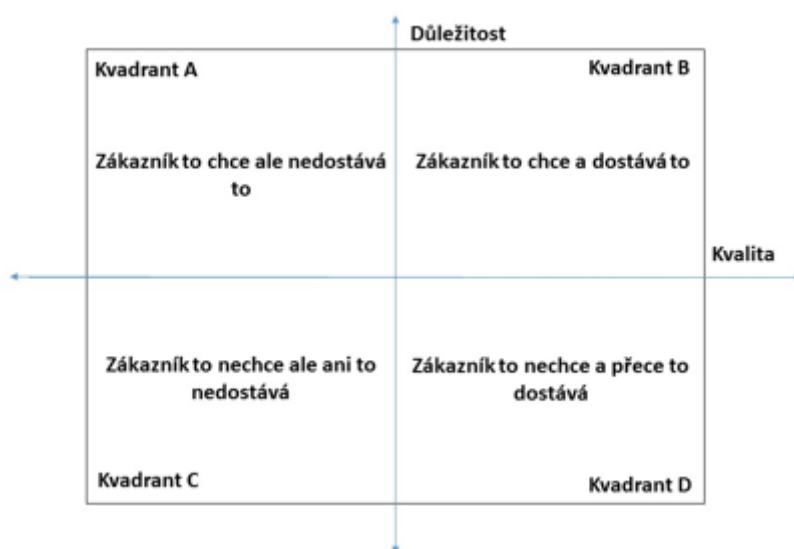 Důležitost
Kvadrant A
Kvadrant B
Zákazník to chce ale nedostává
to
Zákazník to chce a dostává to
Kvalita
Zákazník to nechce ale ani to
nedostává
Zákazník to nechce a přece to
dostává
Kvadrant C
Kvadrant D